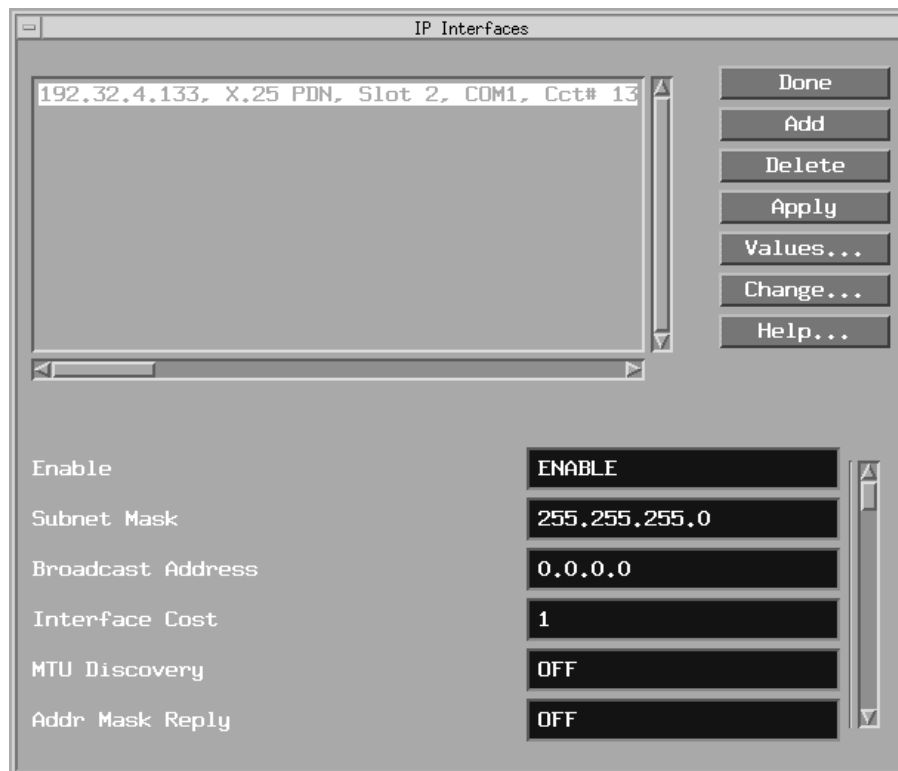 IP Interfaces
192.32.4.133, X.25 PDN, Slot 2, COM1, Cct# 13
Done
Add
Delete
Apply
Values...
Change...
Help...
Enable ENABLE
Subnet Mask 255.255.255.0
Broadcast Address 0.0.0.0
Interface Cost 1
MTU Discovery OFF
Addr Mask Reply OFF